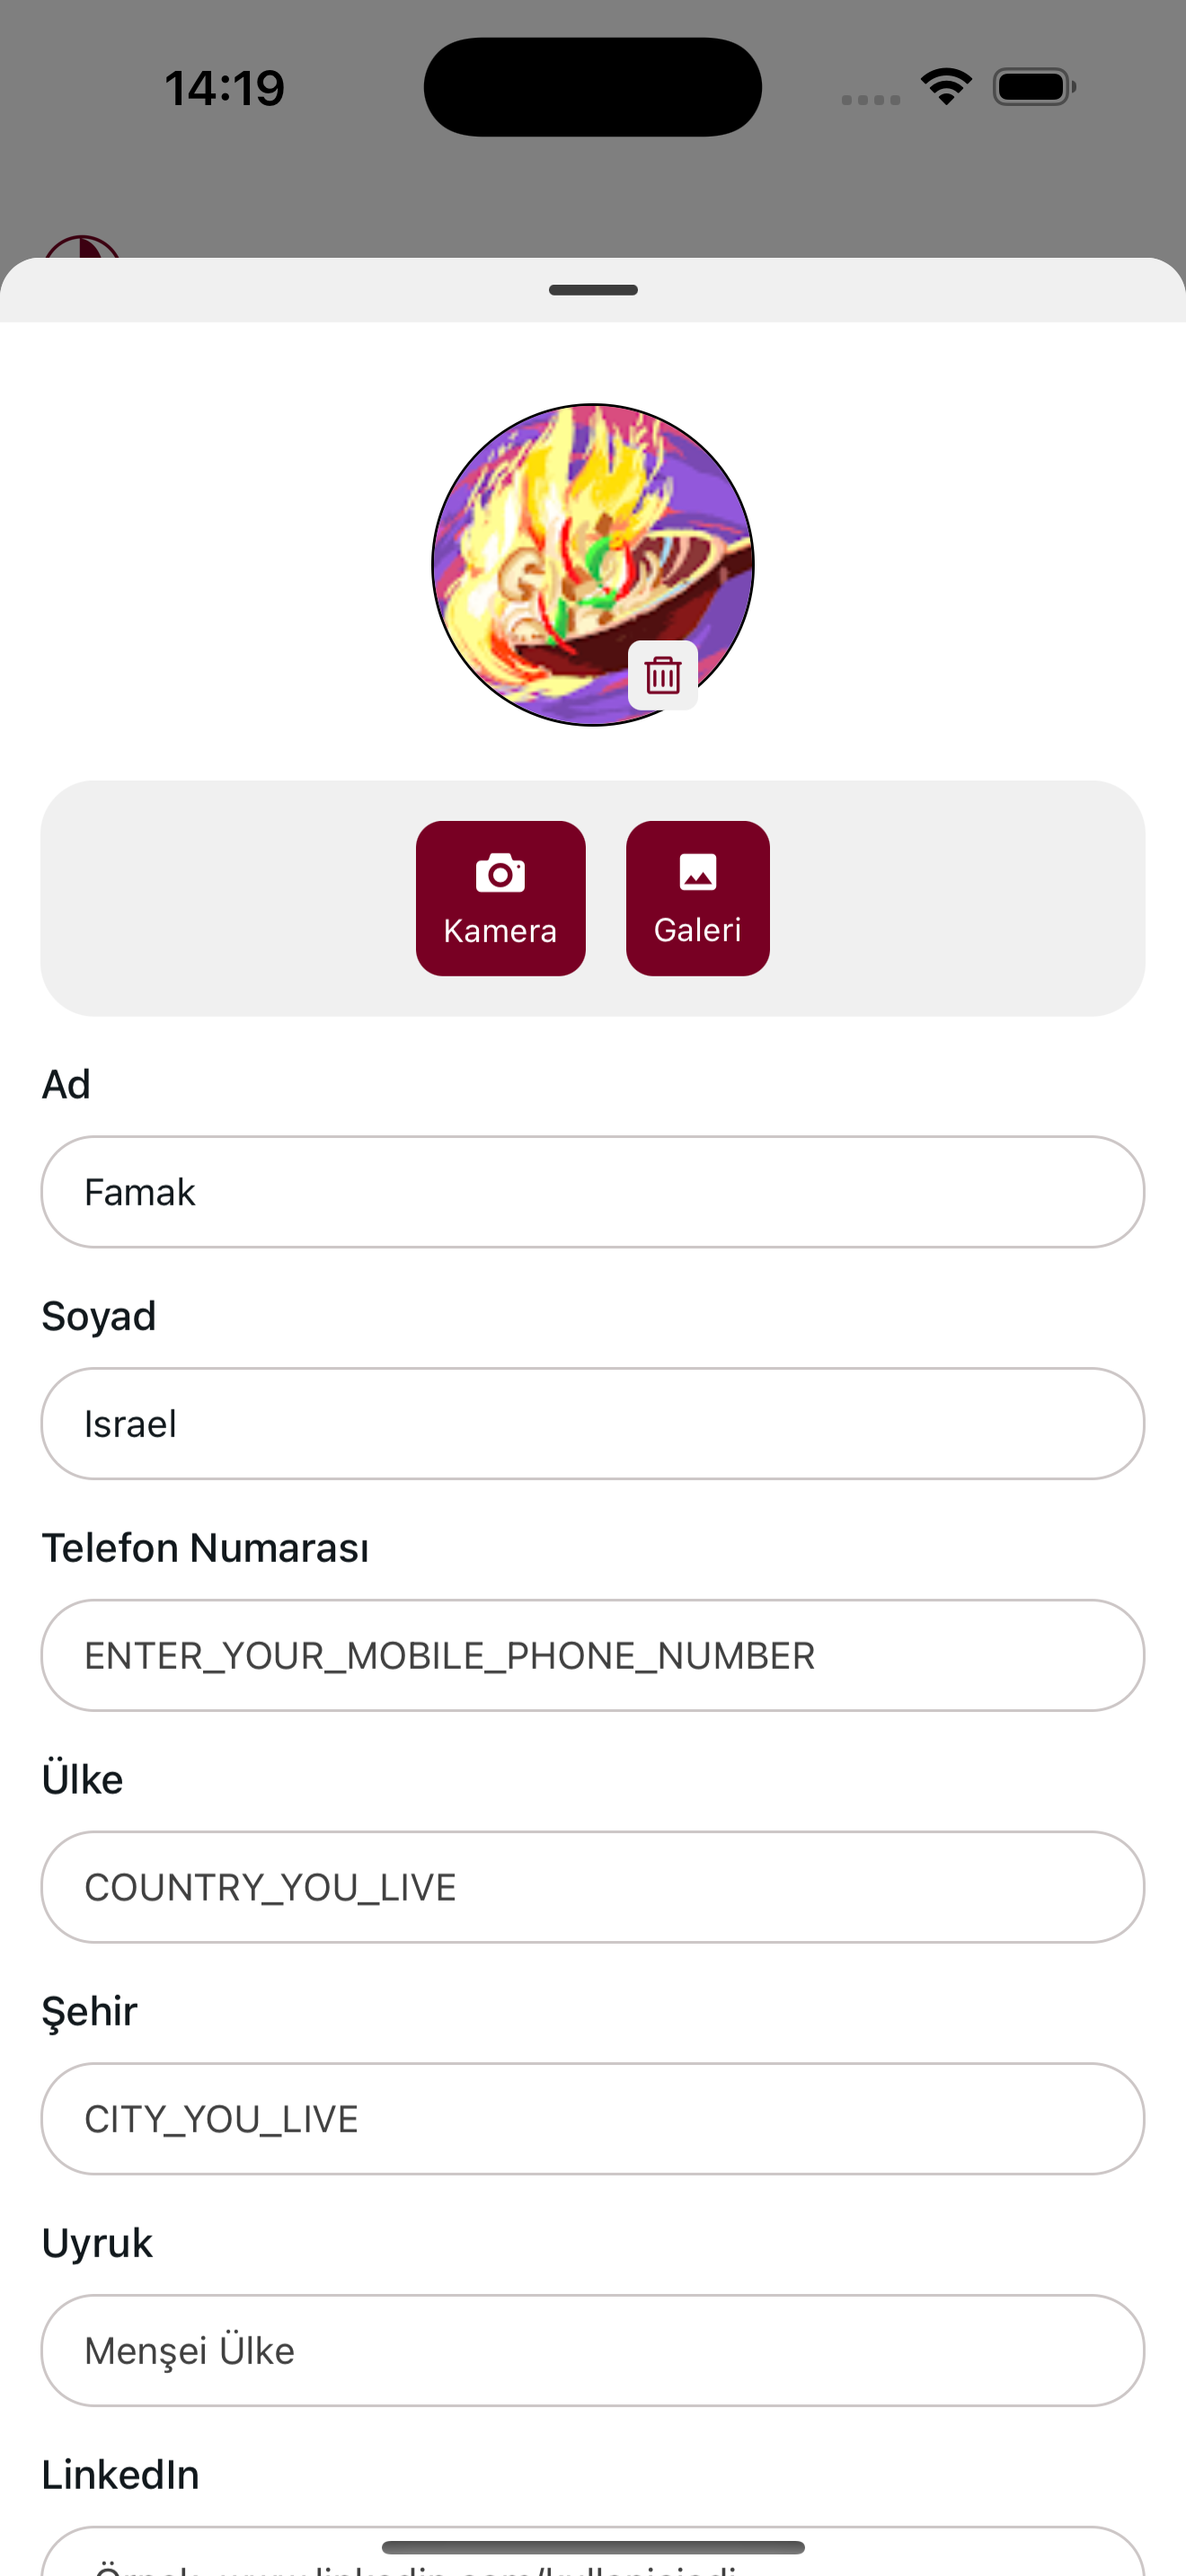 14:19
Kamera
Galeri
Ad
Famak
Soyad
Israel
Telefon Numarası
ENTER_YOUR_MOBILE_PHONE_NUMBER
Ülke
COUNTRY_YOU_LIVE
Şehir
CITY_YOU_LIVE
Uyruk
Menşei Ülke
LinkedIn